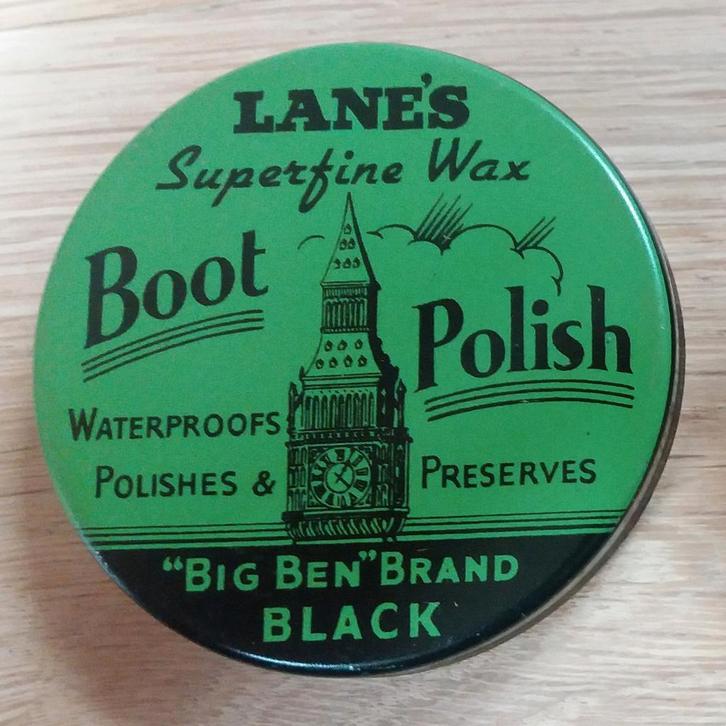 LANE'S
Superfine Wax
Boot
Polish
WATERPROOFS
POLISHES & PRESERVES
"BIG BEN" BRAND
BLACK